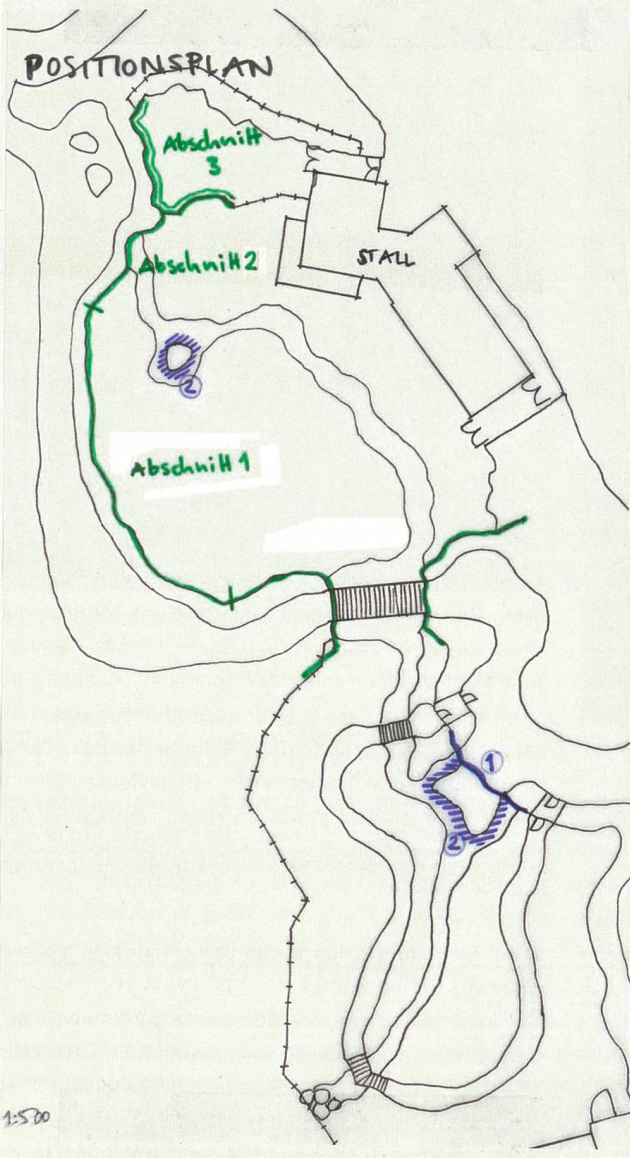 POSITIONSPLAN
Abschnitt
3
Abschnitt 2
STALL
2
Abschnitt 1
1
2
1:500